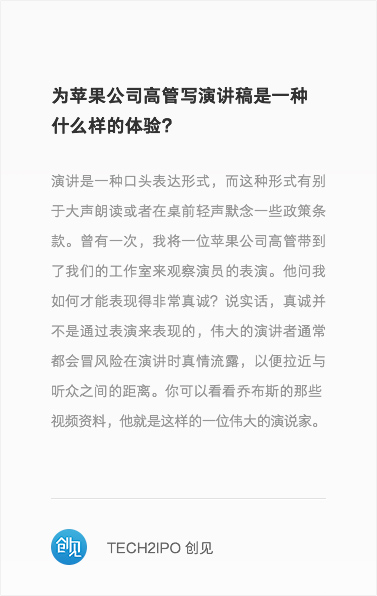 为苹果公司高管写演讲稿是一种
什么样的体验？
演讲是一种口头表达形式，而这种形式有别
于大声朗读或者在桌前轻声默念一些政策条
款。曾有一次，我将一位苹果公司高管带到
了我们的工作室来观察演员的表演。他问我
如何才能表现得非常真诚？说实话，真诚并
不是通过表演来表现的，伟大的演讲者通常
都会冒风险在演讲时真情流露，以便拉近与
听众之间的距离。你可以看看乔布斯的那些
视频资料，他就是这样的一位伟大的演说家。
创见
TECH2IPO 创见